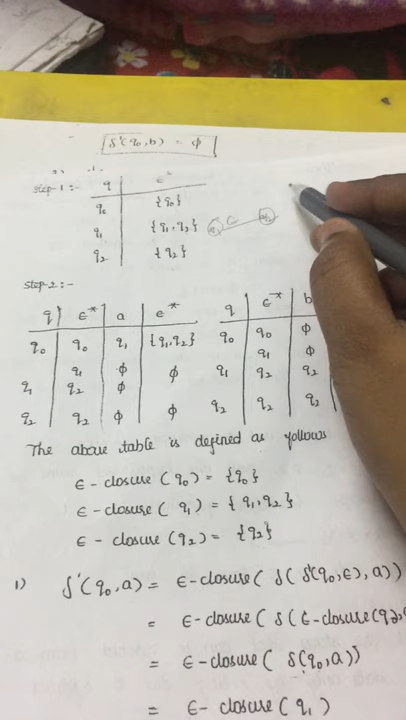 δ'(q₀,b) = ϕ
Step-1 :- q ε*
q₀ {q₀}
q₁ {q₁,q₂}
q₂ {q₂}
Step-2 :-
q ε* a ε* q ε* b
q₀ q₀ q₁ {q₁,q₂} q₀ q₀ ϕ
q₁ q₁ ϕ ϕ q₁ q₁ ϕ
q₂ ϕ q₂ q₂
q₂ q₂ ϕ ϕ q₂ q₂ q₂
The above table is defined as follows
ε - closure (q₀) = {q₀}
ε - closure (q₁) = {q₁,q₂}
ε - closure (q₂) = {q₂}
1) δ'(q₀,a) = ε-closure( δ( δ'(q₀,ε), a))
= ε-closure ( δ (ε-closure(q₀,
= ε-closure ( δ(q₀,a))
= ε- closure (q₁)